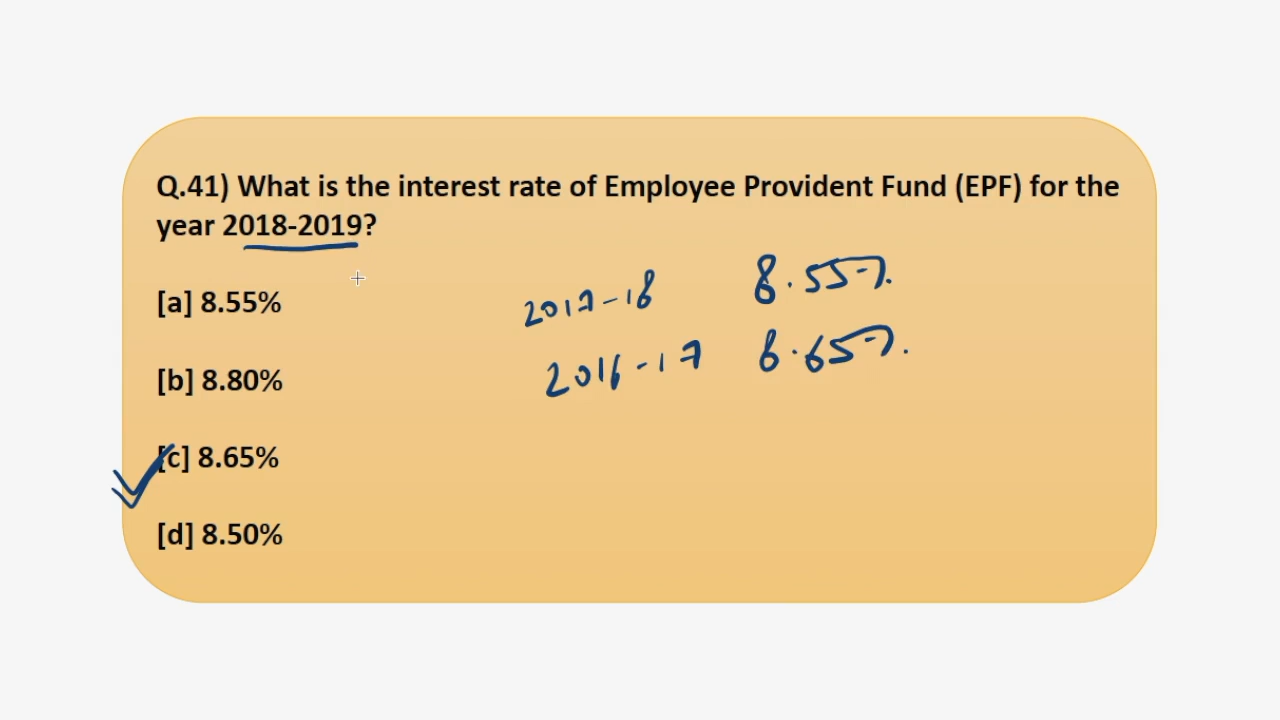 Q.41) What is the interest rate of Employee Provident Fund (EPF) for the
year 2018-2019?
[a] 8.55%
2017-18 8.55%.
[b] 8.80%
2016-17 8.65%.
[c] 8.65%
[d] 8.50%